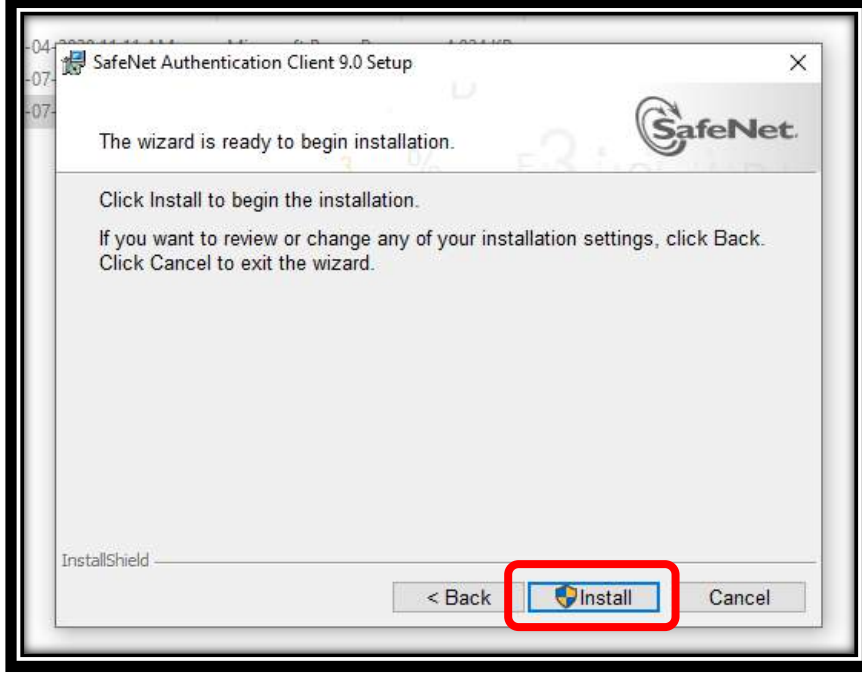 SafeNet Authentication Client 9.0 Setup
The wizard is ready to begin installation.
SafeNet.
Click Install to begin the installation.
If you want to review or change any of your installation settings, click Back.
Click Cancel to exit the wizard.
InstallShield
< Back
Install
Cancel